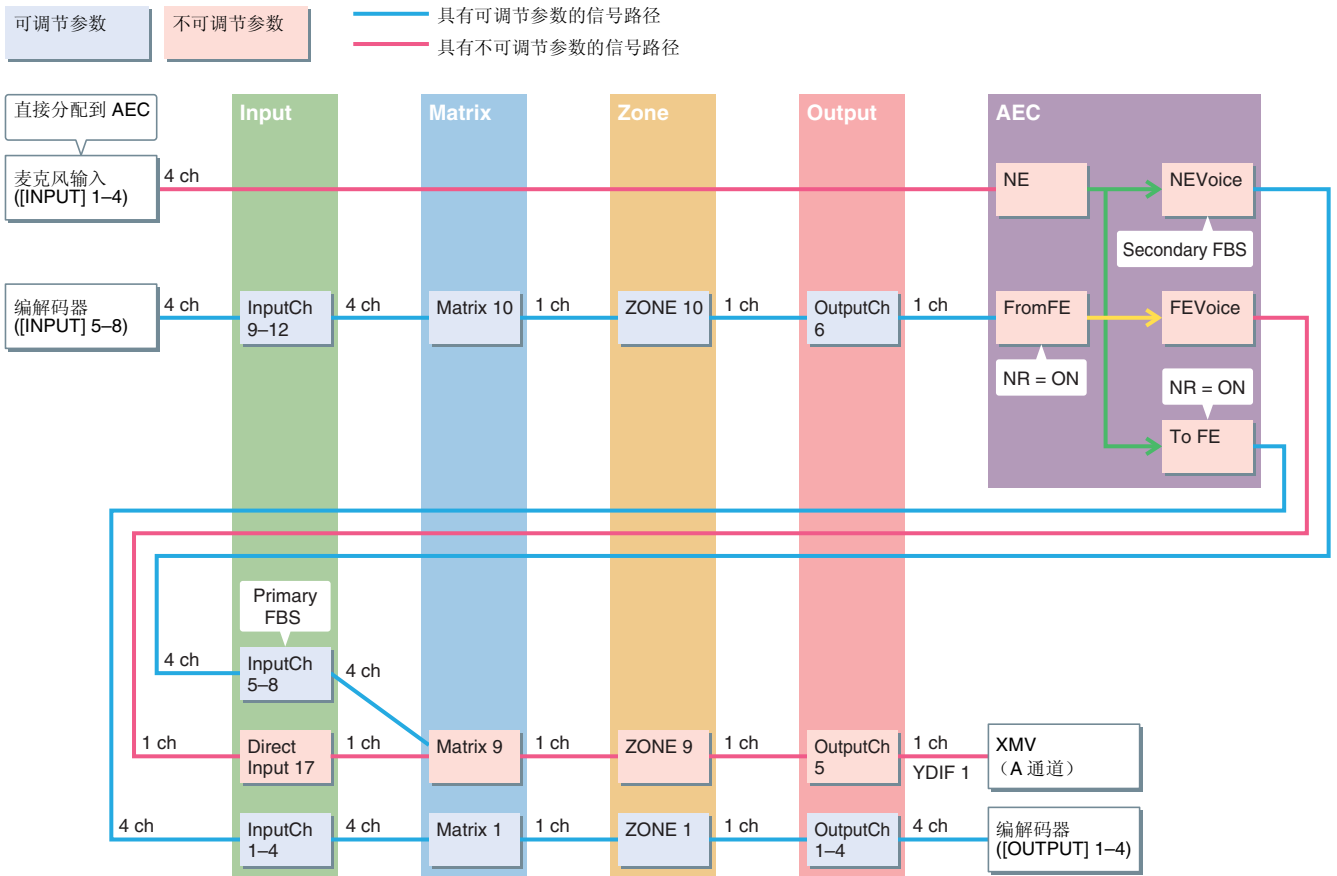 可调节参数
不可调节参数
具有可调节参数的信号路径
具有不可调节参数的信号路径
直接分配到 AEC
Input
Matrix
Zone
Output
AEC
麦克风输入
([INPUT] 1–4)
4 ch
NE
NEVoice
Secondary FBS
编解码器
([INPUT] 5–8)
4 ch
InputCh
9–12
4 ch
Matrix 10
1 ch
ZONE 10
1 ch
OutputCh
6
1 ch
FromFE
FEVoice
NR = ON
NR = ON
To FE
Primary
FBS
4 ch
InputCh
5–8
4 ch
1 ch
Direct
Input 17
1 ch
Matrix 9
1 ch
ZONE 9
1 ch
OutputCh
5
1 ch
YDIF 1
XMV
（A 通道）
4 ch
InputCh
1–4
4 ch
Matrix 1
1 ch
ZONE 1
1 ch
OutputCh
1–4
4 ch
编解码器
([OUTPUT] 1–4)